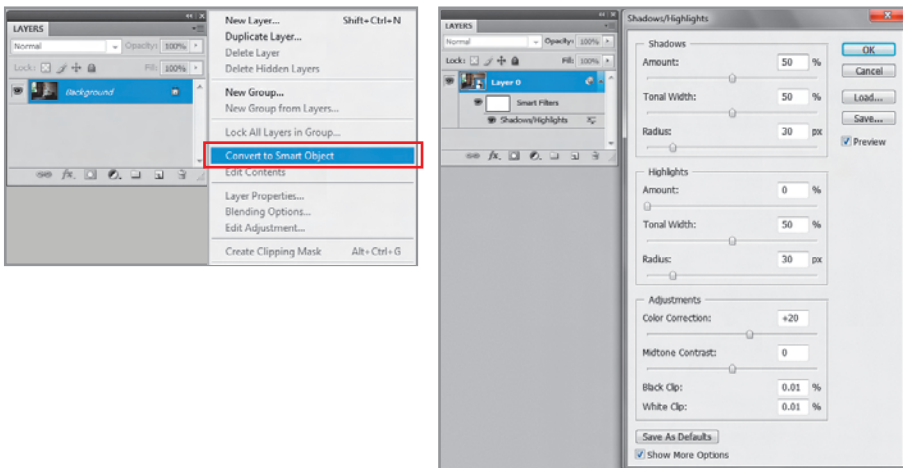 LAYERS
Normal Opacity: 100%
Lock: Fill: 100%
Background
fx.
New Layer... Shift+Ctrl+N
Duplicate Layer...
Delete Layer
Delete Hidden Layers
New Group...
New Group from Layers...
Lock All Layers in Group...
Convert to Smart Object
Edit Contents
Layer Properties...
Blending Options...
Edit Adjustment...
Create Clipping Mask Alt+Ctrl+G
LAYERS
Normal Opacity: 100%
Lock: Fill: 100%
Layer 0
Smart Filters
Shadows/Highlights
fx.
Shadows/Highlights
Shadows
Amount: 50 %
Tonal Width: 50 %
Radius: 30 px
Highlights
Amount: 0 %
Tonal Width: 50 %
Radius: 30 px
Adjustments
Color Correction: +20
Midtone Contrast: 0
Black Clip: 0.01 %
White Clip: 0.01 %
Save As Defaults
Show More Options
OK
Cancel
Load...
Save...
Preview